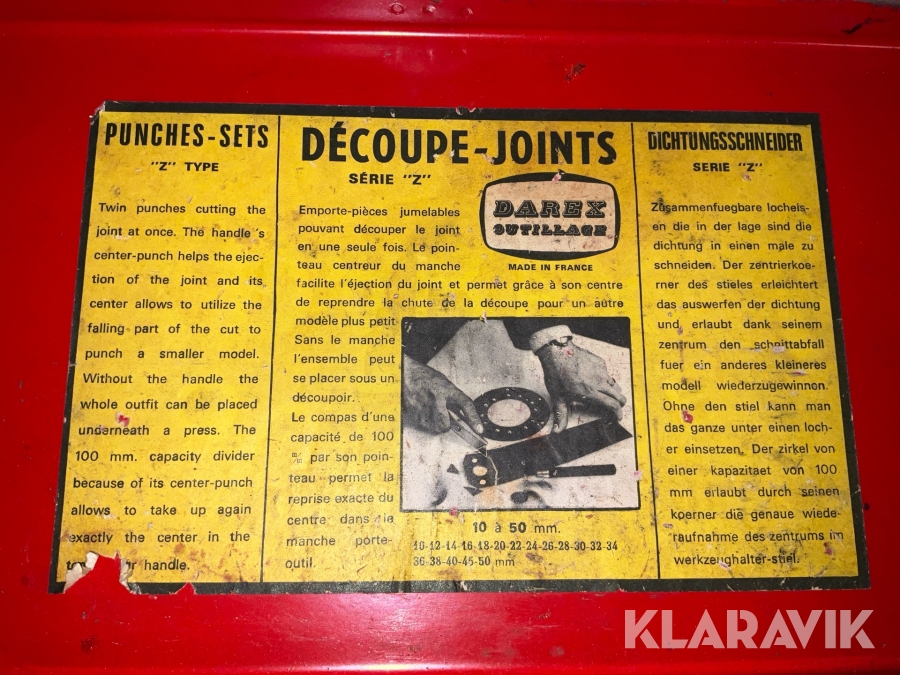 PUNCHES-SETS
"Z" TYPE
Twin punches cutting the
joint at once. The handle's
center-punch helps the ejec-
tion of the joint and its
center allows to utilize the
falling part of the cut to
punch a smaller model.
Without the handle the
whole outfit can be placed
underneath a press. The
100 mm. capacity divider
because of its center-punch
allows to take up again
exactly the center in the
handle.
DÉCOUPE-JOINTS
SÉRIE "Z"
DAREX
OUTILLAGE
MADE IN FRANCE
Emporte-pièces jumelables
pouvant découper le joint
en une seule fois. Le poin-
teau centreur du manche
facilite l'éjection du joint et permet grâce à son centre
de reprendre la chute de la découpe pour un autre
modèle plus petit
Sans le manche
l'ensemble peut
se placer sous un
découpoir.
Le compas d'une
capacité de 100
par son poin-
teau permet la
reprise exacte du
centre dans le
manche porte-
outil.
10 à 50 mm.
10-12-14-16-18-20-22-24-26-28-30-32-34
36-38-40-45-50 mm
DICHTUNGSSCHNEIDER
SERIE "Z"
Zusammenfuegbare locheis-
en die in der lage sind die
dichtung in einen male zu
schneiden. Der zentrierkoe-
rner des stieles erleichtert
das auswerfen der dichtung
und erlaubt dank seinem
zentrum den schnittabfall
fuer ein anderes kleineres
modell wiederzugewinnen.
Ohne den stiel kann man
das ganze unter einen loch-
er einsetzen. Der zirkel von
einer kapazitaet von 100
mm erlaubt durch seinen
koerner die genaue wiede-
raufnahme des zentrums im
werkzeughalter-stiel.
KLARAVIK